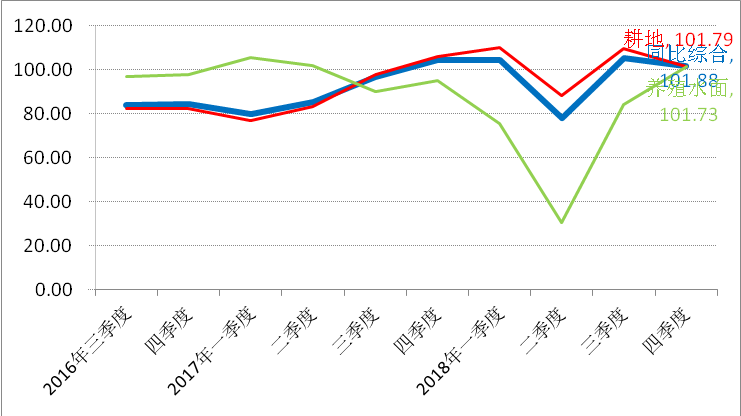 120.00
100.00
80.00
60.00
40.00
20.00
0.00
耕地, 101.79
同比综合,
101.88
养殖水面,
101.73
2016年三季度
四季度
2017年一季度
二季度
三季度
四季度
2018年一季度
二季度
三季度
四季度